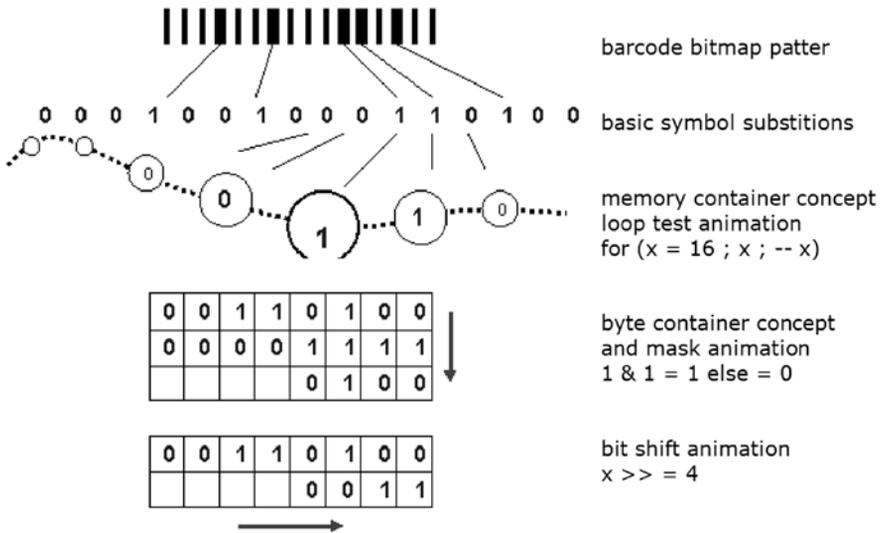 barcode bitmap patter
0 0 0 1 0 0 1 0 0 0 1 1 0 1 0 0
basic symbol substitions
0 0 1 1 0
memory container concept
loop test animation
for (x = 16 ; x ; -- x)
0 0 1 1 0 1 0 0
0 0 0 0 1 1 1 1
0 1 0 0
byte container concept
and mask animation
1 & 1 = 1 else = 0
0 0 1 1 0 1 0 0
0 0 1 1
bit shift animation
x >> = 4